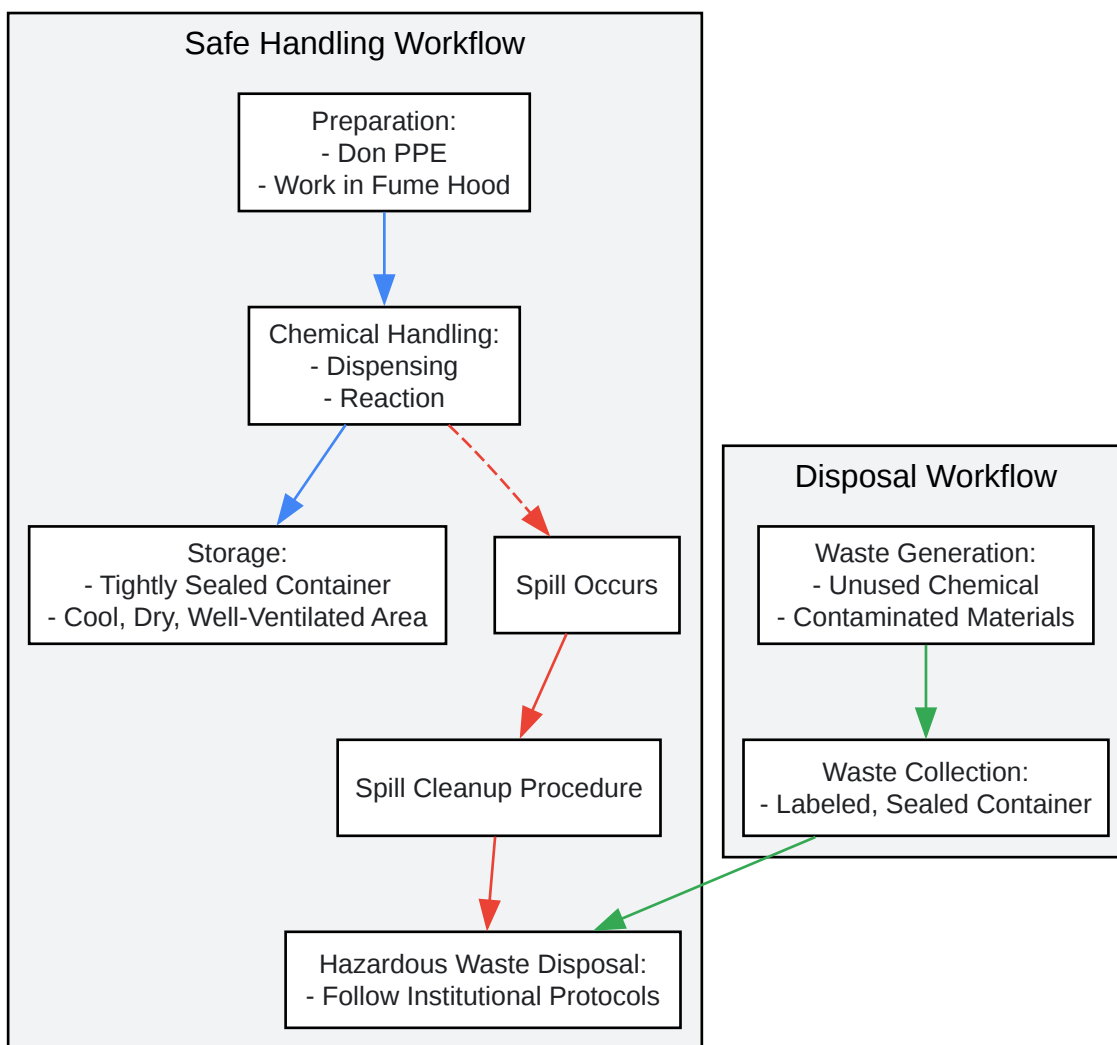 Safe Handling Workflow
Preparation:
- Don PPE
- Work in Fume Hood
Chemical Handling:
- Dispensing
- Reaction
Storage:
- Tightly Sealed Container
- Cool, Dry, Well-Ventilated Area
Spill Occurs
Spill Cleanup Procedure
Hazardous Waste Disposal:
- Follow Institutional Protocols
Disposal Workflow
Waste Generation:
- Unused Chemical
- Contaminated Materials
Waste Collection:
- Labeled, Sealed Container